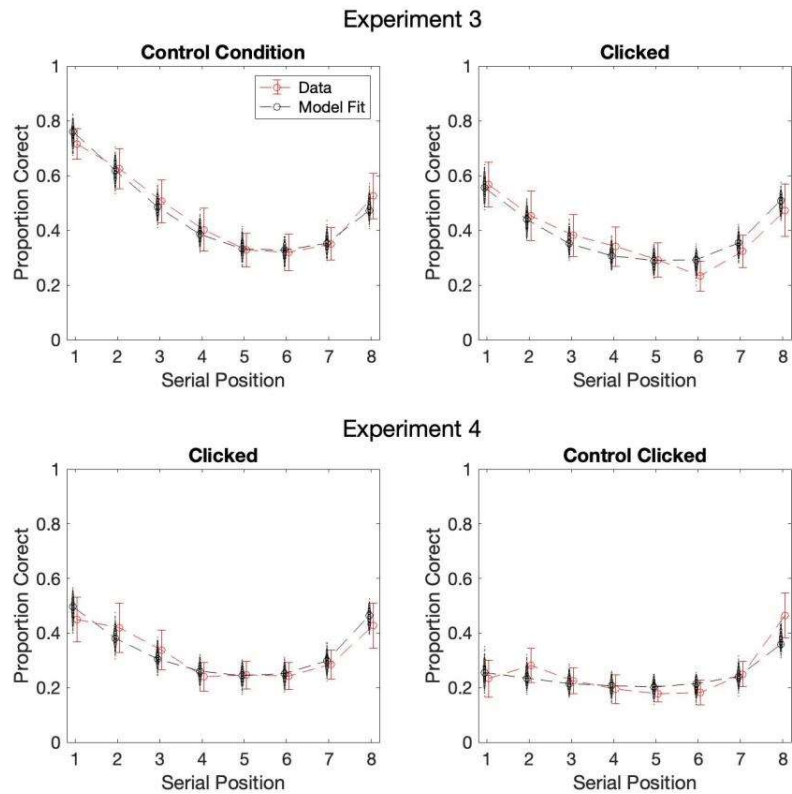 Experiment 3
Control Condition
Clicked
1
0.8
0.6
0.4
0.2
0
Proportion Corect
Data
Model Fit
1 2 3 4 5 6 7 8
Serial Position
1
0.8
0.6
0.4
0.2
0
Proportion Corect
1 2 3 4 5 6 7 8
Serial Position
Experiment 4
Clicked
Control Clicked
1
0.8
0.6
0.4
0.2
0
Proportion Corect
1 2 3 4 5 6 7 8
Serial Position
1
0.8
0.6
0.4
0.2
0
Proportion Corect
1 2 3 4 5 6 7 8
Serial Position